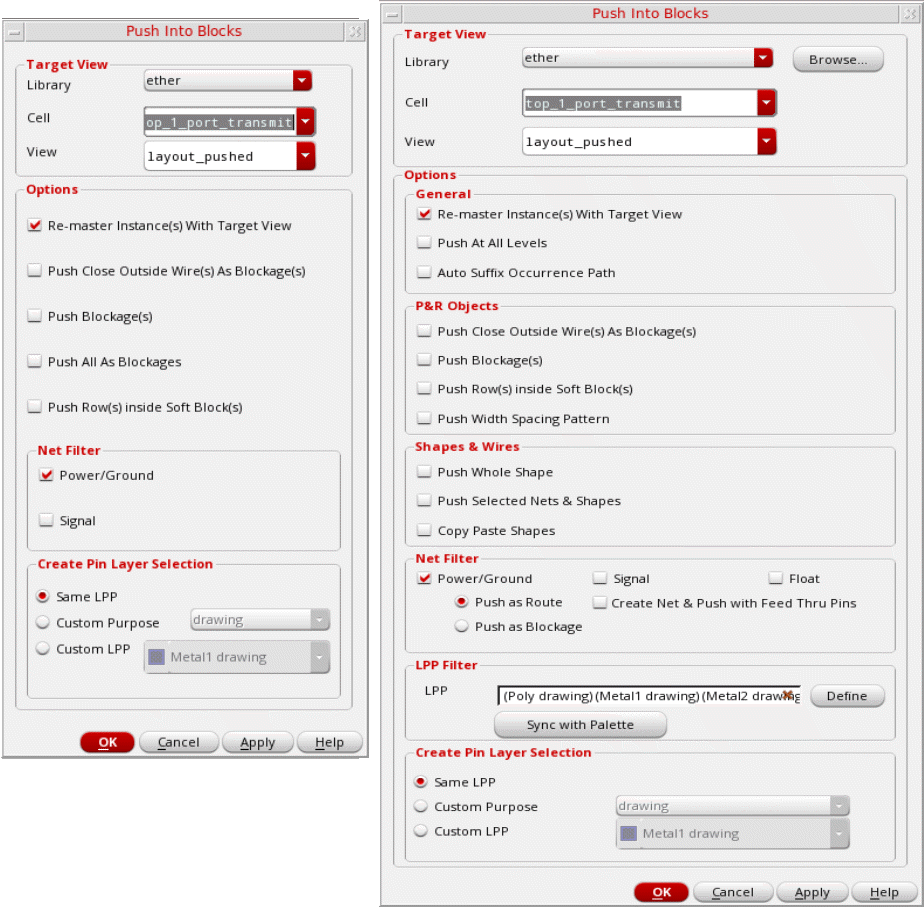 Push Into Blocks
Target View
Library
ether
Cell
op_1_port_transmit
View
layout_pushed
Options
Re-master Instance(s) With Target View
Push Close Outside Wire(s) As Blockage(s)
Push Blockage(s)
Push All As Blockages
Push Row(s) inside Soft Block(s)
Net Filter
Power/Ground
Signal
Create Pin Layer Selection
Same LPP
Custom Purpose drawing
Custom LPP Metal1 drawing
OK Cancel Apply Help
Push Into Blocks
Target View
Library ether Browse...
Cell top_1_port_transmit
View layout_pushed
Options
General
Re-master Instance(s) With Target View
Push At All Levels
Auto Suffix Occurrence Path
P&R Objects
Push Close Outside Wire(s) As Blockage(s)
Push Blockage(s)
Push Row(s) inside Soft Block(s)
Push Width Spacing Pattern
Shapes & Wires
Push Whole Shape
Push Selected Nets & Shapes
Copy Paste Shapes
Net Filter
Power/Ground Signal Float
Push as Route Create Net & Push with Feed Thru Pins
Push as Blockage
LPP Filter
LPP (Poly drawing)(Metal1 drawing)(Metal2 drawing Define
Sync with Palette
Create Pin Layer Selection
Same LPP
Custom Purpose drawing
Custom LPP Metal1 drawing
OK Cancel Apply Help